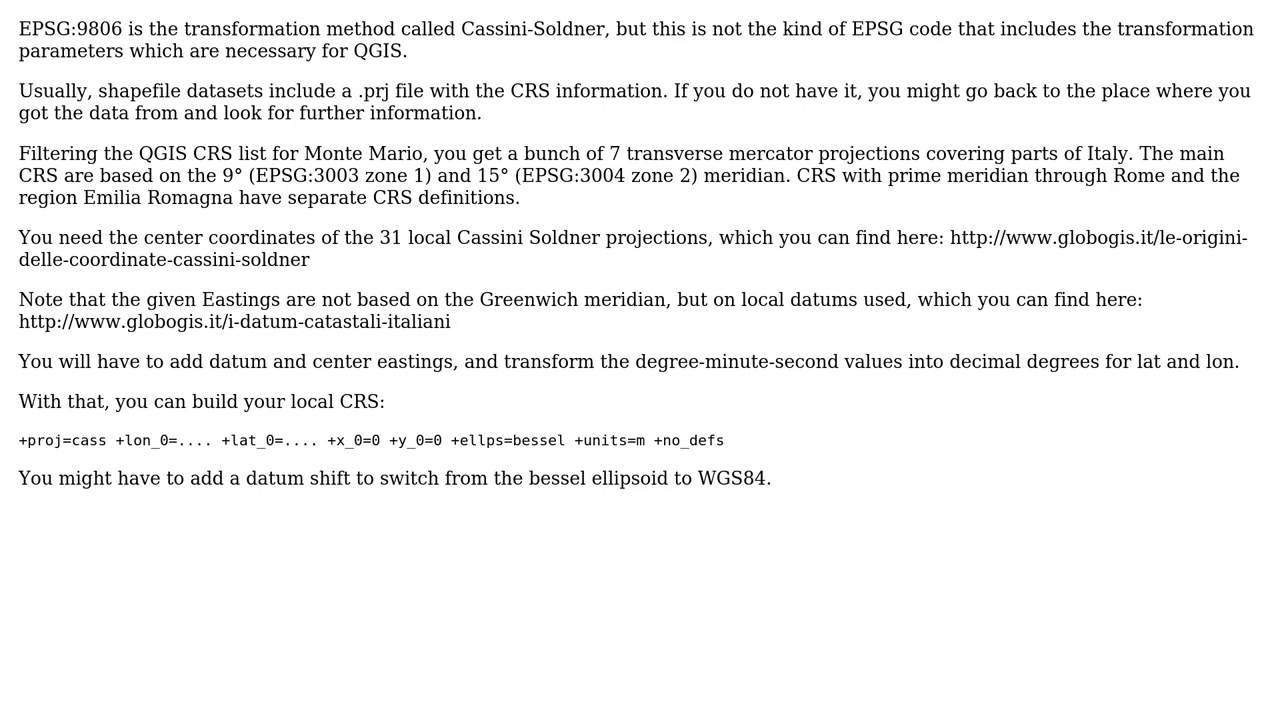 EPSG:9806 is the transformation method called Cassini-Soldner, but this is not the kind of EPSG code that includes the transformation
parameters which are necessary for QGIS.
Usually, shapefile datasets include a .prj file with the CRS information. If you do not have it, you might go back to the place where you
got the data from and look for further information.
Filtering the QGIS CRS list for Monte Mario, you get a bunch of 7 transverse mercator projections covering parts of Italy. The main
CRS are based on the 9° (EPSG:3003 zone 1) and 15° (EPSG:3004 zone 2) meridian. CRS with prime meridian through Rome and the
region Emilia Romagna have separate CRS definitions.
You need the center coordinates of the 31 local Cassini Soldner projections, which you can find here: http://www.globogis.it/le-origini-
delle-coordinate-cassini-soldner
Note that the given Eastings are not based on the Greenwich meridian, but on local datums used, which you can find here:
http://www.globogis.it/i-datum-catastali-italiani
You will have to add datum and center eastings, and transform the degree-minute-second values into decimal degrees for lat and lon.
With that, you can build your local CRS:
+proj=cass +lon_0=.... +lat_0=.... +x_0=0 +y_0=0 +ellps=bessel +units=m +no_defs
You might have to add a datum shift to switch from the bessel ellipsoid to WGS84.